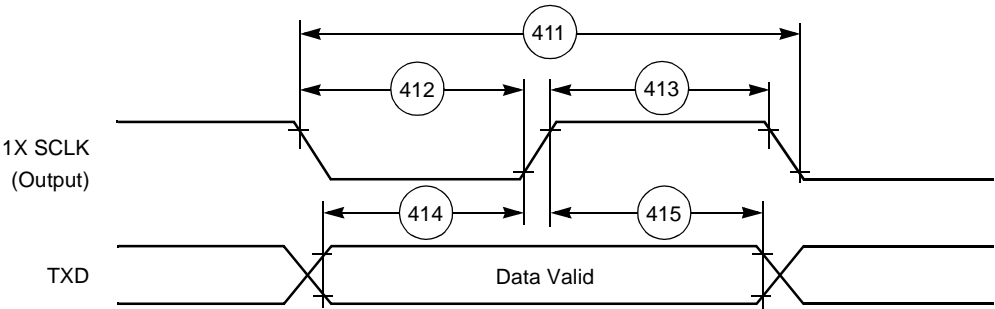 411
412
413
1X SCLK
(Output)
414
415
TXD
Data Valid